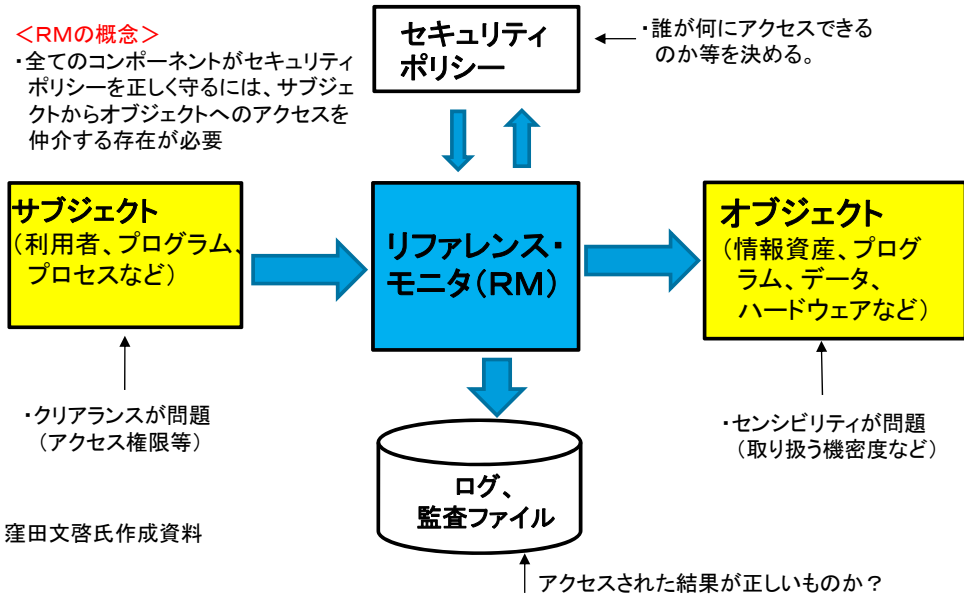 ＜RMの概念＞
・全てのコンポーネントがセキュリティ
ポリシーを正しく守るには、サブジェ
クトからオブジェクトへのアクセスを
仲介する存在が必要
セキュリティ
ポリシー
・誰が何にアクセスできる
のか等を決める。
サブジェクト
（利用者、プログラム、
プロセスなど）
リファレンス・
モニタ（RM）
オブジェクト
（情報資産、プログ
ラム、データ、
ハードウェアなど）
・クリアランスが問題
（アクセス権限等）
・センシビリティが問題
（取り扱う機密度など）
ログ、
監査ファイル
窪田文啓氏作成資料
アクセスされた結果が正しいものか？